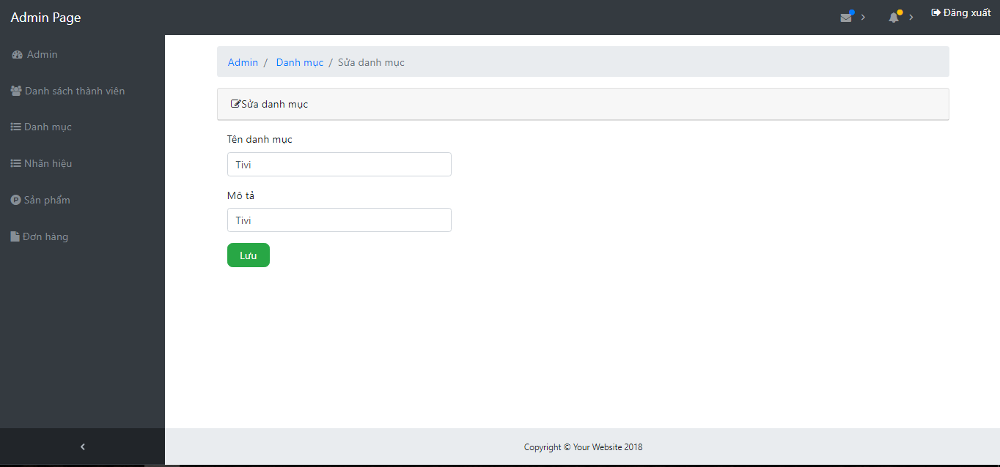 Admin Page
Đăng xuất
Admin
Danh sách thành viên
Danh mục
Nhãn hiệu
Sản phẩm
Đơn hàng
Admin / Danh mục / Sửa danh mục
Sửa danh mục
Tên danh mục
Tivi
Mô tả
Tivi
Lưu
Copyright © Your Website 2018